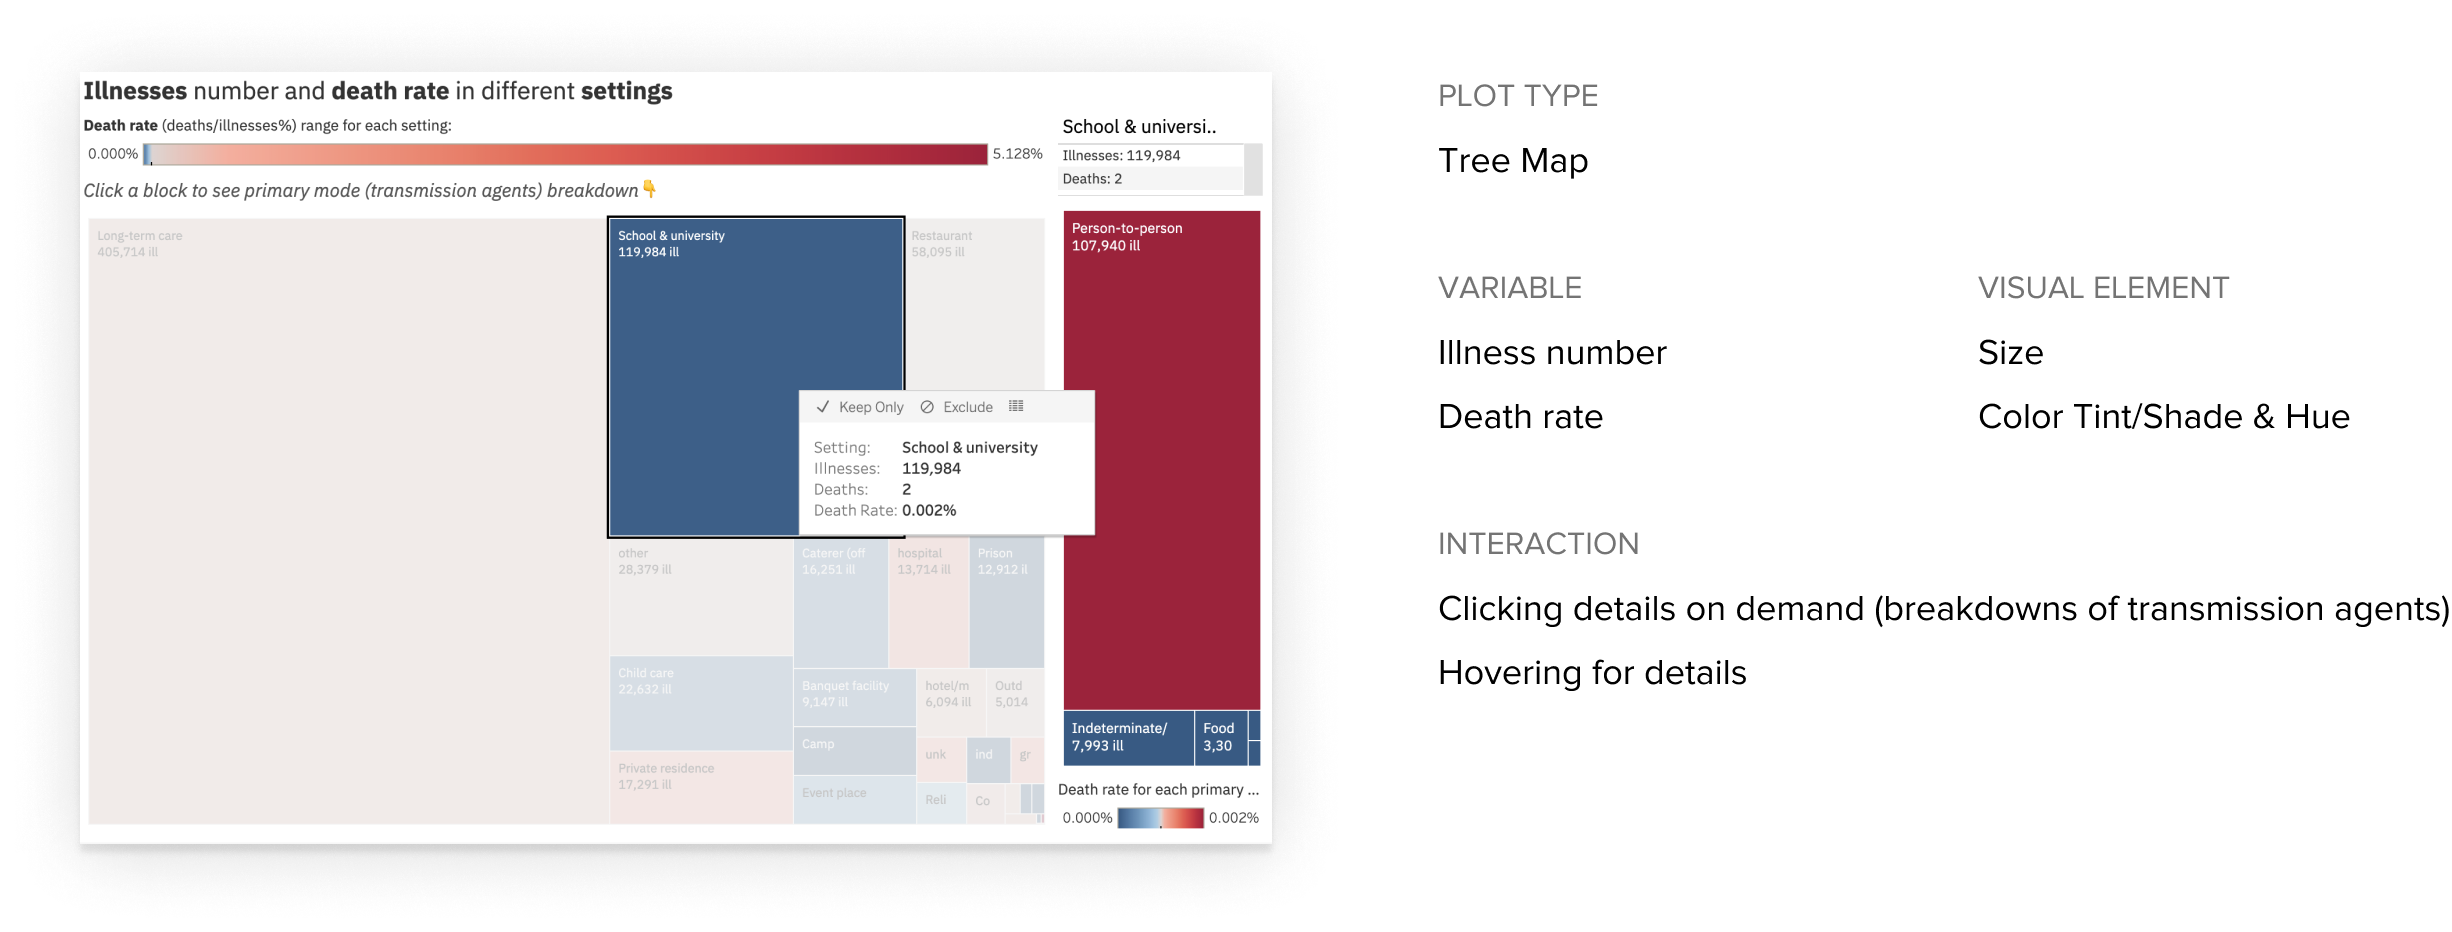 Illnesses number and death rate in different settings
Death rate (deaths/illnesses%) range for each setting:
0.000%
5.128%
Click a block to see primary mode (transmission agents) breakdown👇
Long-term care
405,714 ill
School & university
119,984 ill
Restaurant
58,095 ill
Keep Only
Exclude
Setting: School & university
Illnesses: 119,984
Deaths: 2
Death Rate: 0.002%
other
28,379 ill
Caterer (off
16,251 ill
hospital
13,714 ill
Prison
12,912 il
Child care
22,632 ill
Banquet facility
9,147 ill
hotel/m
6,094 ill
Outd
5,014
Camp
unk
ind
gr
Private residence
17,291 ill
Event place
Reli
Co
School & universi..
Illnesses: 119,984
Deaths: 2
Person-to-person
107,940 ill
Indeterminate/
7,993 ill
Food
3,30
Death rate for each primary ...
0.000%
0.002%
PLOT TYPE
Tree Map
VARIABLE
VISUAL ELEMENT
Illness number
Size
Death rate
Color Tint/Shade & Hue
INTERACTION
Clicking details on demand (breakdowns of transmission agents)
Hovering for details